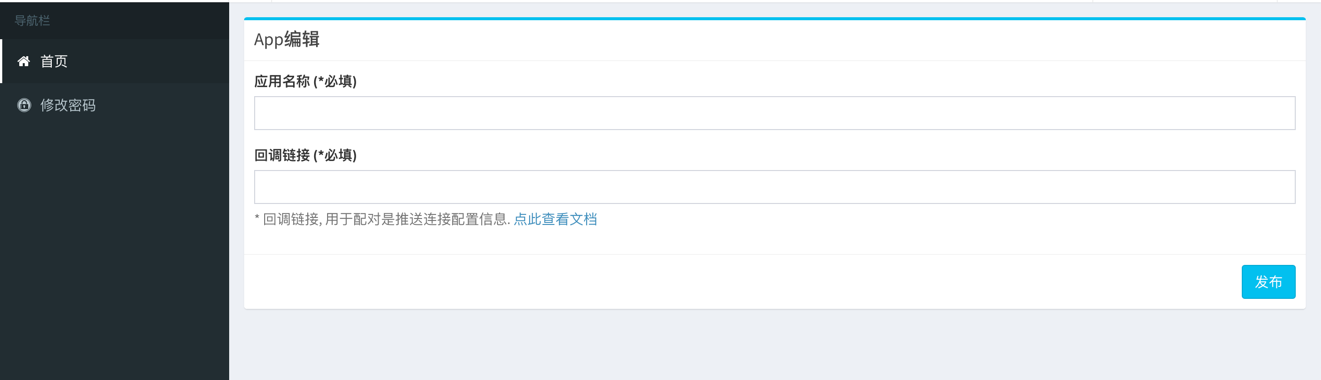 导航栏
首页
修改密码
App编辑
应用名称 (*必填)
回调链接 (*必填)
* 回调链接, 用于配对是推送连接配置信息. 点此查看文档
发布